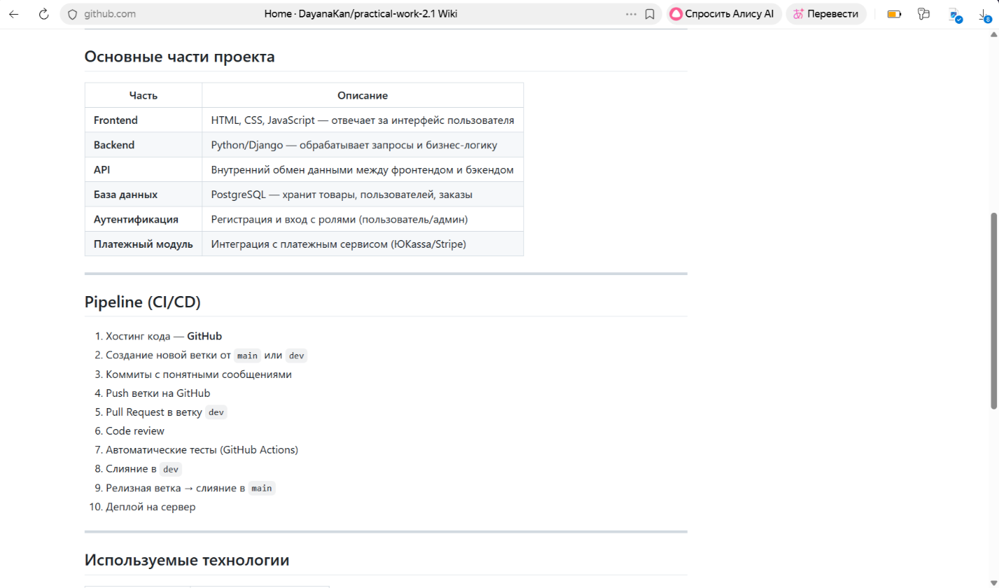 github.com
Home · DayanaKan/practical-work-2.1 Wiki
Спросить Алису AI
Перевести
8
Основные части проекта
Часть Описание
Frontend HTML, CSS, JavaScript — отвечает за интерфейс пользователя
Backend Python/Django — обрабатывает запросы и бизнес-логику
API Внутренний обмен данными между фронтендом и бэкендом
База данных PostgreSQL — хранит товары, пользователей, заказы
Аутентификация Регистрация и вход с ролями (пользователь/админ)
Платежный модуль Интеграция с платежным сервисом (ЮKassa/Stripe)
Pipeline (CI/CD)
1. Хостинг кода — GitHub
2. Создание новой ветки от main или dev
3. Коммиты с понятными сообщениями
4. Push ветки на GitHub
5. Pull Request в ветку dev
6. Code review
7. Автоматические тесты (GitHub Actions)
8. Слияние в dev
9. Релизная ветка → слияние в main
10. Деплой на сервер
Используемые технологии